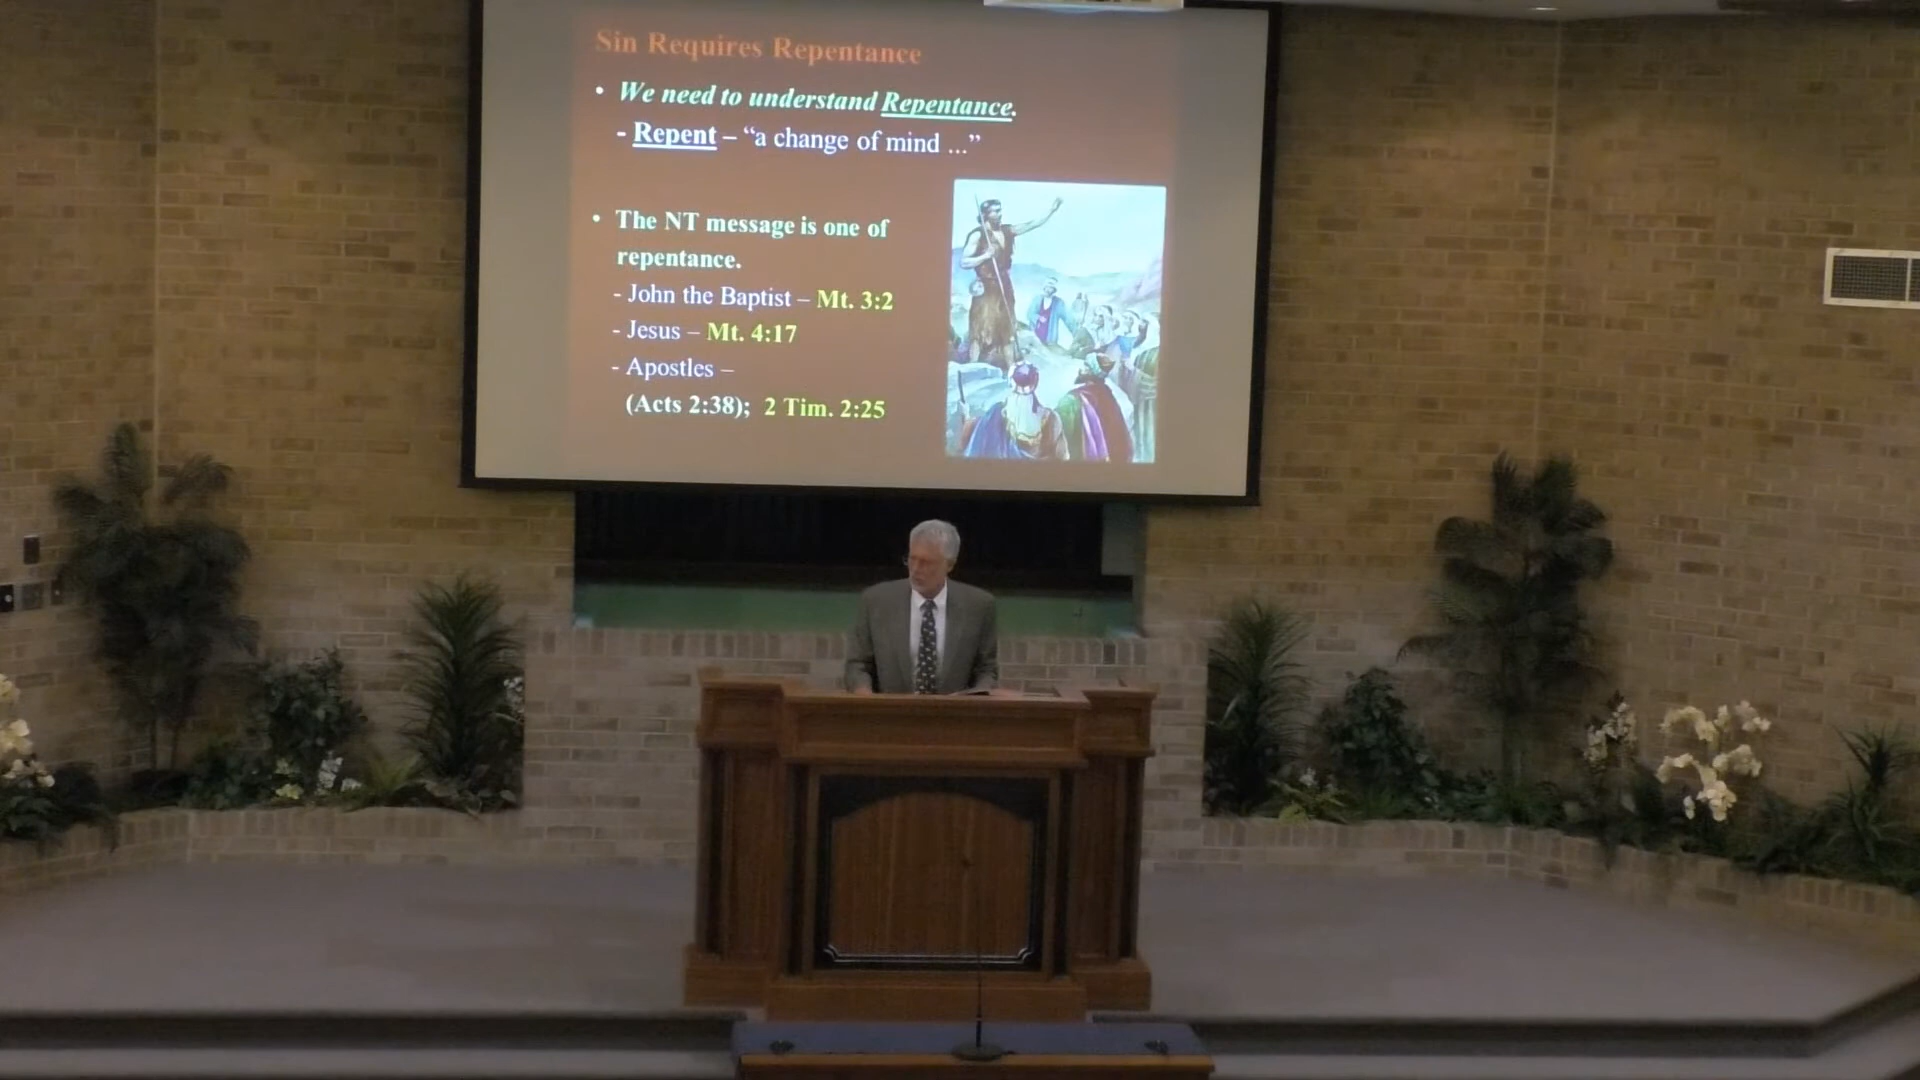 Sin Requires Repentance
• We need to understand Repentance.
- Repent – “a change of mind ...”
• The NT message is one of
repentance.
- John the Baptist – Mt. 3:2
- Jesus – Mt. 4:17
- Apostles –
(Acts 2:38); 2 Tim. 2:25